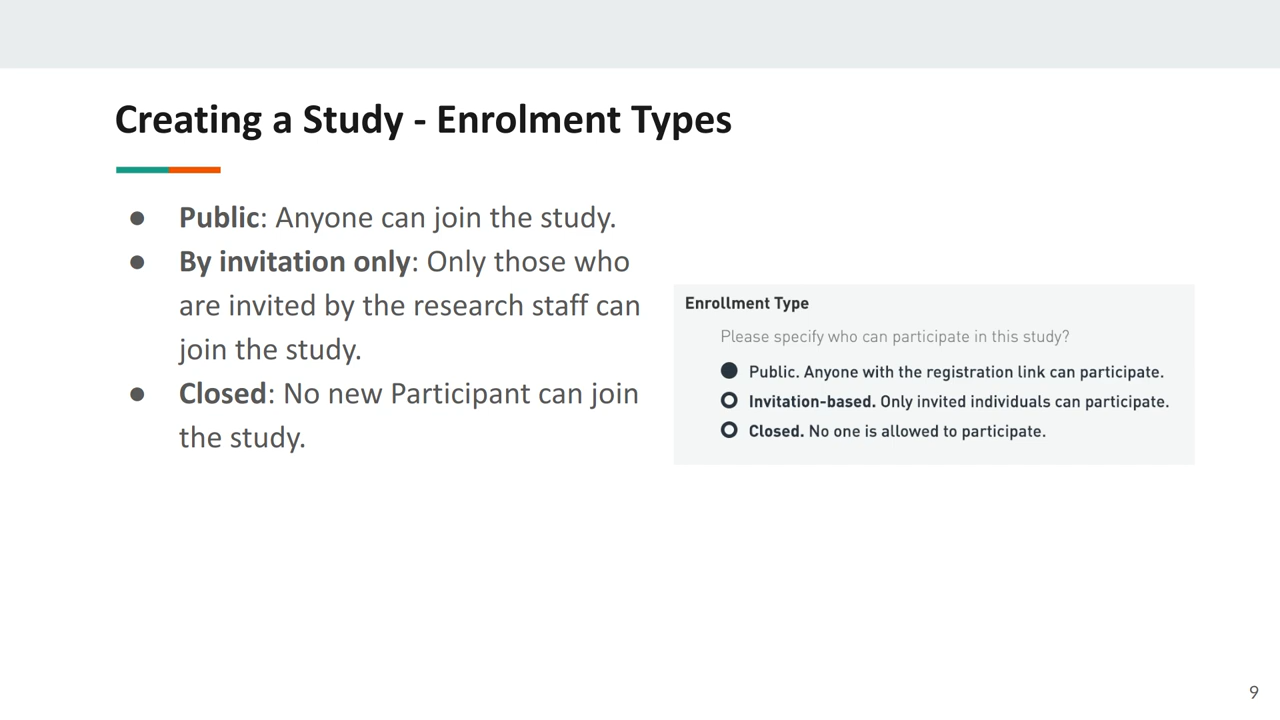 Creating a Study - Enrolment Types
● Public: Anyone can join the study.
● By invitation only: Only those who
are invited by the research staff can
join the study.
● Closed: No new Participant can join
the study.
Enrollment Type
Please specify who can participate in this study?
Public. Anyone with the registration link can participate.
Invitation-based. Only invited individuals can participate.
Closed. No one is allowed to participate.
9